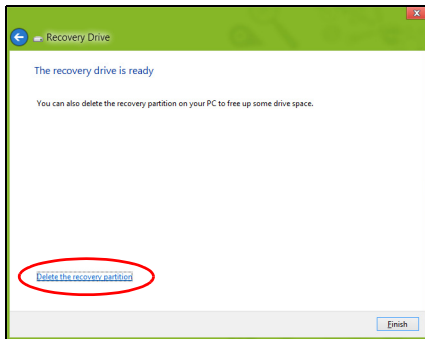 Recovery Drive
The recovery drive is ready
You can also delete the recovery partition on your PC to free up some drive space.
Delete the recovery partition
Finish